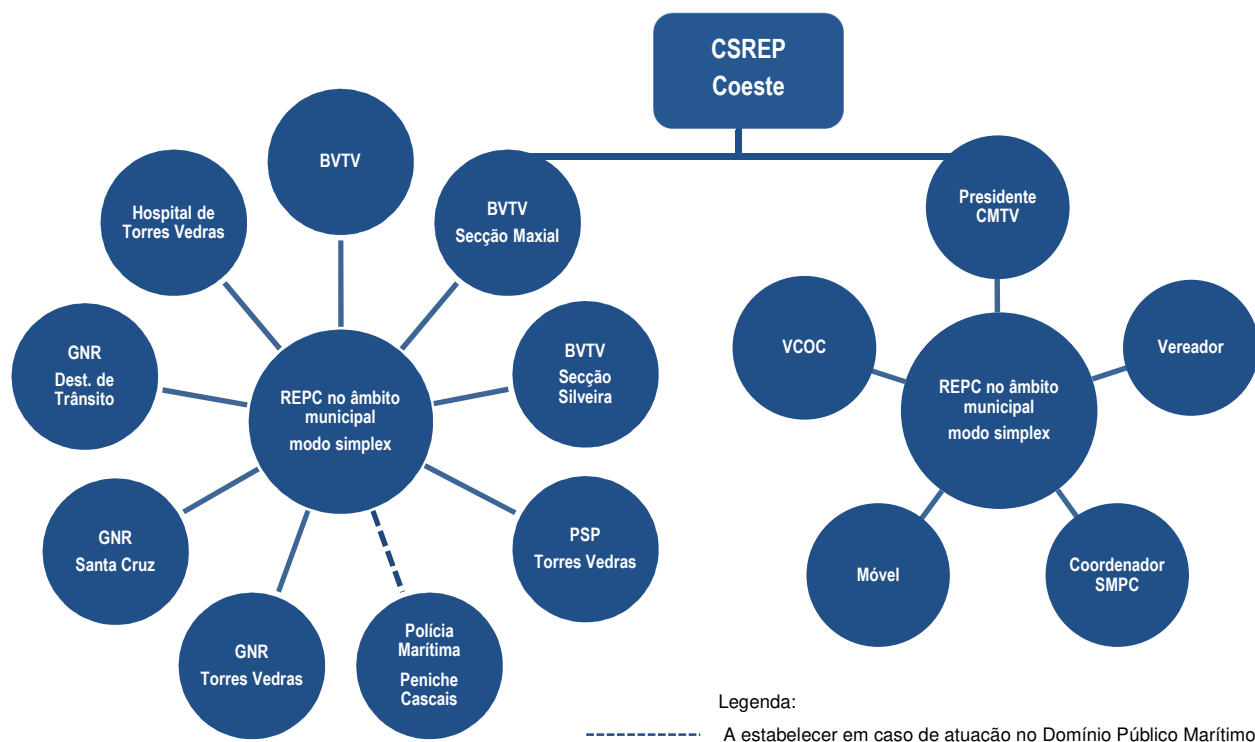 CSREP
Coeste
BVTV
Hospital de
Torres Vedras
BVTV
Secção Maxial
GNR
Dest. de
Trânsito
BVTV
Secção
Silveira
REPC no âmbito
municipal
modo simplex
GNR
Santa Cruz
PSP
Torres Vedras
GNR
Torres Vedras
Polícia
Marítima
Peniche
Cascais
Presidente
CMTV
VCOC
Vereador
REPC no âmbito
municipal
modo simplex
Móvel
Coordenador
SMPC
Legenda:
A estabelecer em caso de atuação no Domínio Público Marítimo